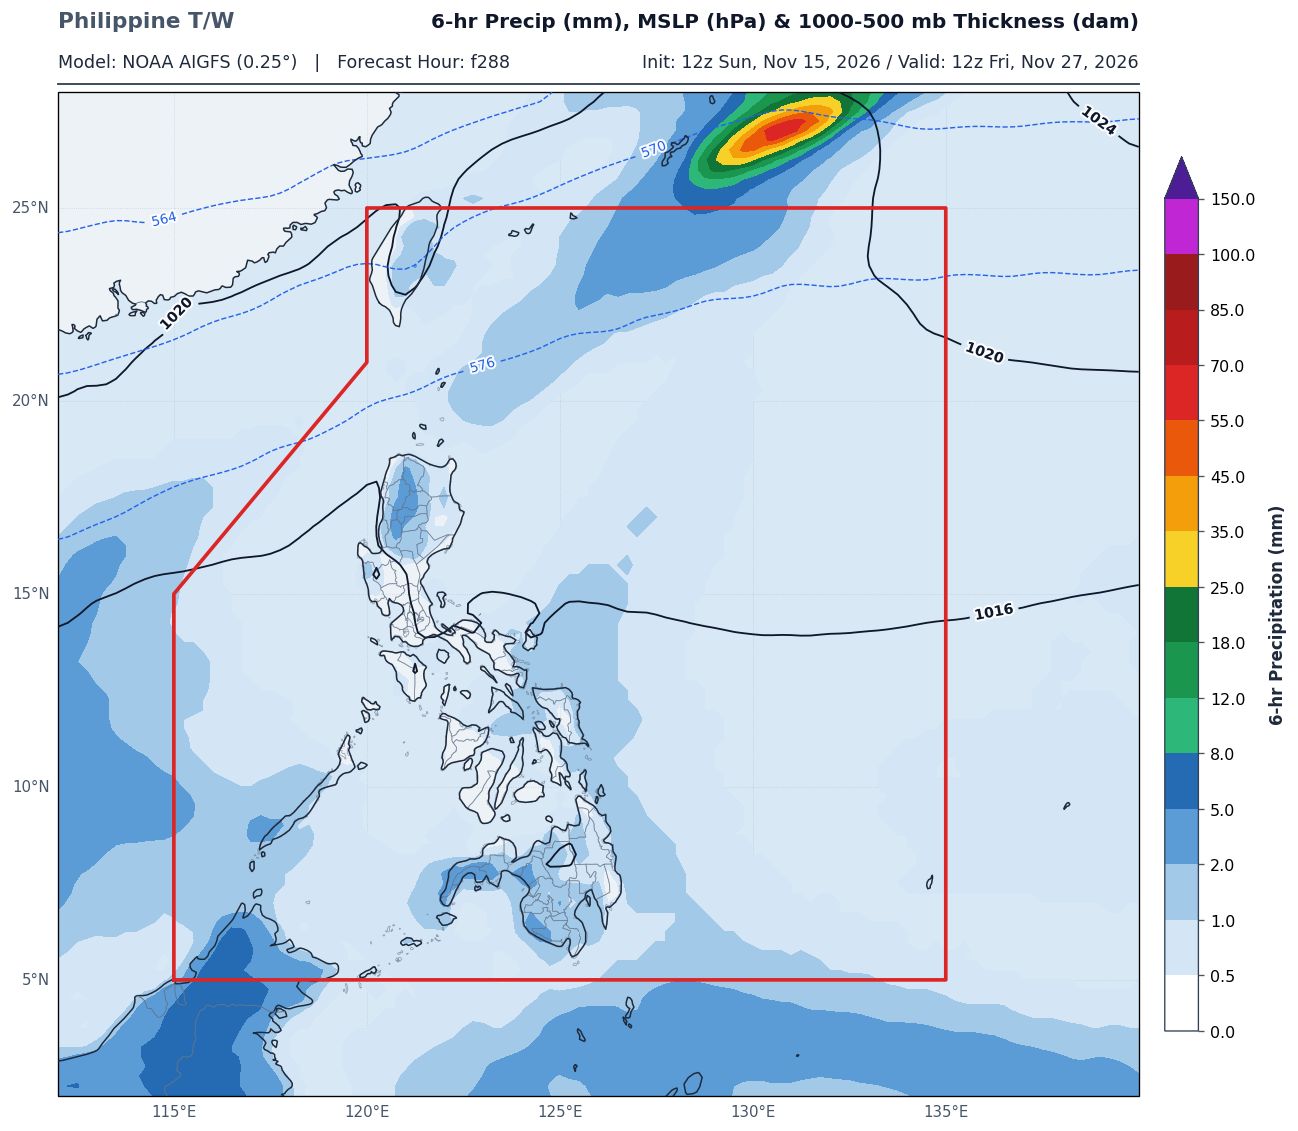 Philippine T/W
6-hr Precip (mm), MSLP (hPa) & 1000-500 mb Thickness (dam)
Model: NOAA AIGFS (0.25°) | Forecast Hour: f288
Init: 12z Sun, Nov 15, 2026 / Valid: 12z Fri, Nov 27, 2026
1024
570
564
25°N
1020
1020
576
20°N
15°N
1016
10°N
5°N
115°E
120°E
125°E
130°E
135°E
150.0
100.0
85.0
70.0
55.0
45.0
35.0
25.0
18.0
12.0
8.0
5.0
2.0
1.0
0.5
0.0
6-hr Precipitation (mm)